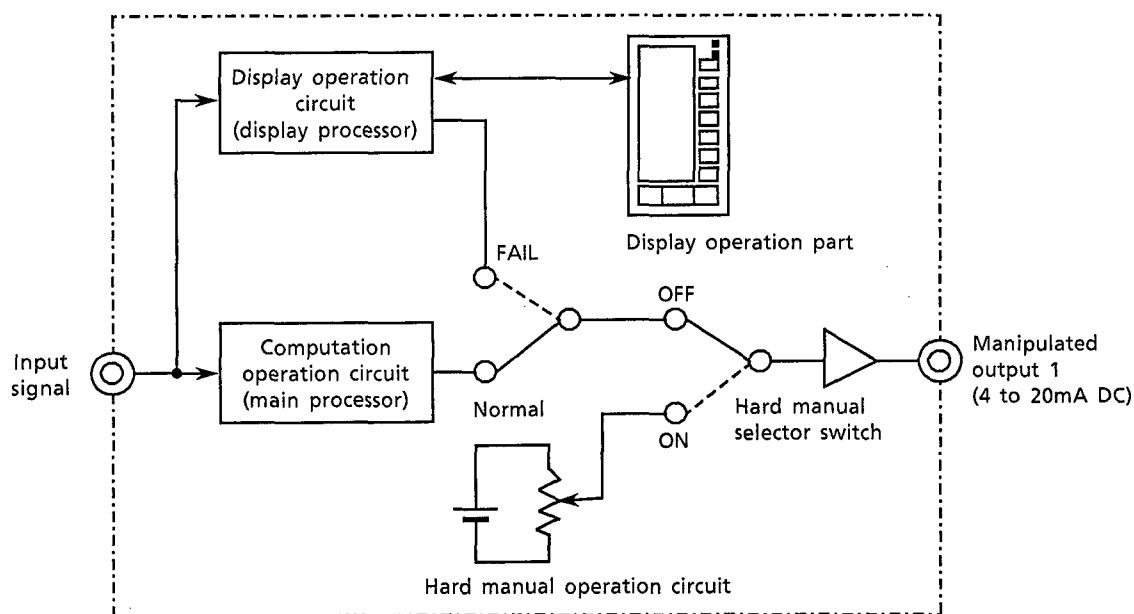 Display operation
circuit
(display processor)
Display operation part
FAIL
OFF
Input
signal
Computation
operation circuit
(main processor)
Normal
ON
Hard manual
selector switch
Manipulated
output 1
(4 to 20mA DC)
Hard manual operation circuit